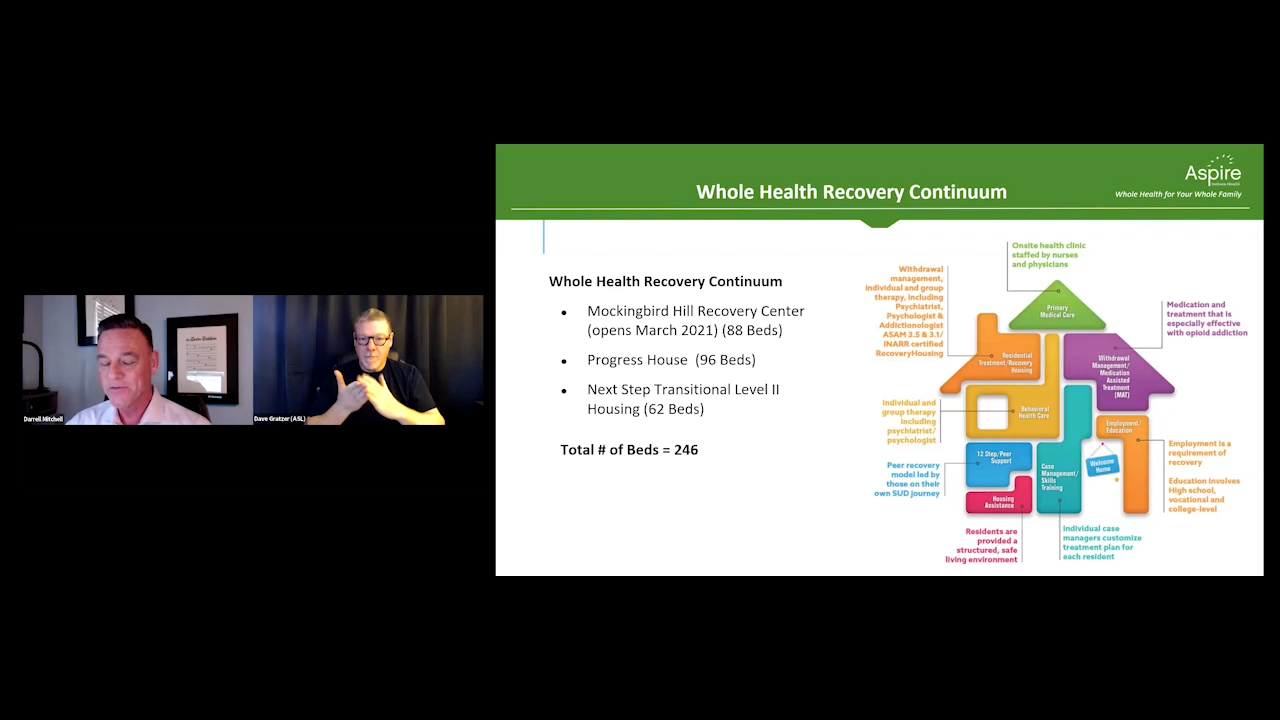 Whole Health Recovery Continuum
Aspire
Indiana Health
Whole Health for Your Whole Family
Whole Health Recovery Continuum
• Mockingbird Hill Recovery Center
(opens March 2021) (88 Beds)
• Progress House (96 Beds)
• Next Step Transitional Level II
Housing (62 Beds)
Total # of Beds = 246
Onsite health clinic
staffed by nurses
and physicians
Withdrawal
management,
individual and group
therapy, including
Psychiatrist,
Psychologist &
Addictionologist
ASAM 3.5 & 3.1/
INARR certified
RecoveryHousing
Primary
Medical Care
Medication and
treatment that is
especially effective
with opioid addiction
Residential
Treatment/Recovery
Housing
Withdrawal
Management/
Medication
Assisted
Treatment
(MAT)
Individual and
group therapy
including
psychiatrist/
psychologist
Behavioral
Health Care
Employment/
Education
Employment is a
requirement of
recovery
Education involves
High school,
vocational and
college-level
12 Step/Peer
Support
Peer recovery
model led by
those on their
own SUD journey
Case
Management/
Skills
Training
Welcome
Home
Housing
Assistance
Residents are
provided a
structured, safe
living environment
Individual case
managers customize
treatment plan for
each resident
Darrell Mitchell
Dave Gratzer (ASL)